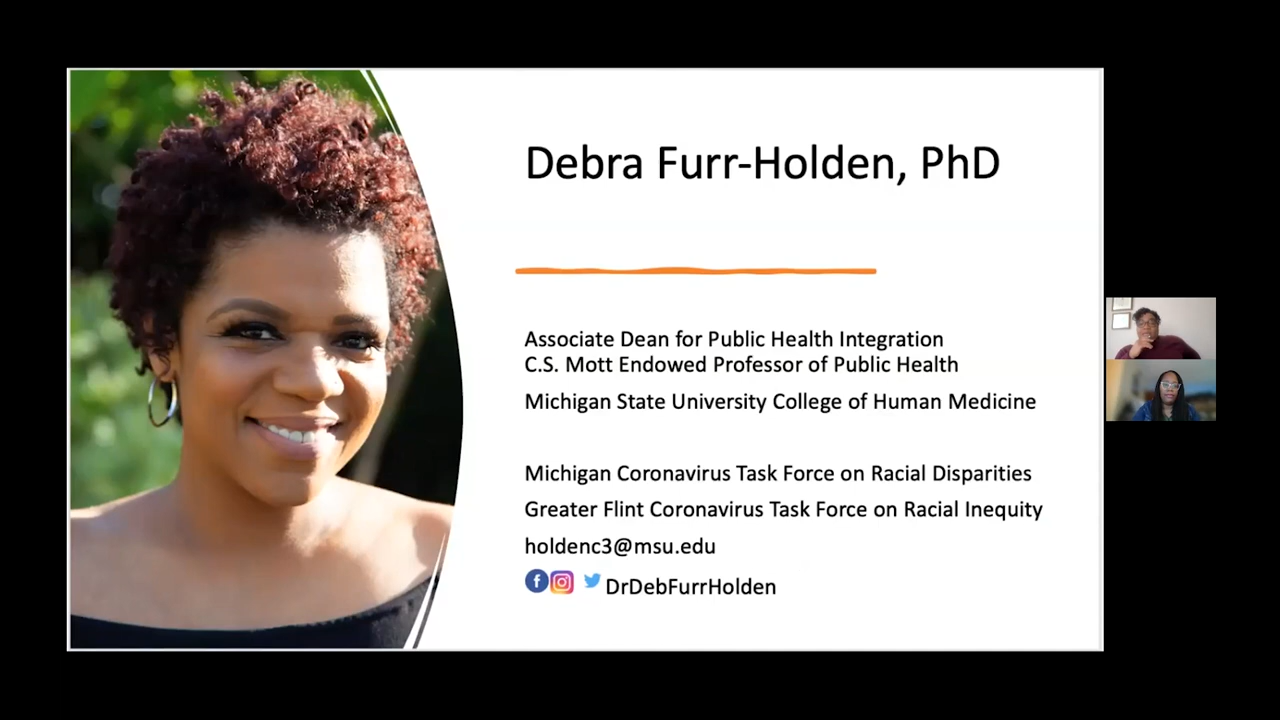 Debra Furr-Holden, PhD
Associate Dean for Public Health Integration
C.S. Mott Endowed Professor of Public Health
Michigan State University College of Human Medicine
Michigan Coronavirus Task Force on Racial Disparities
Greater Flint Coronavirus Task Force on Racial Inequity
holdenc3@msu.edu
DrDebFurrHolden